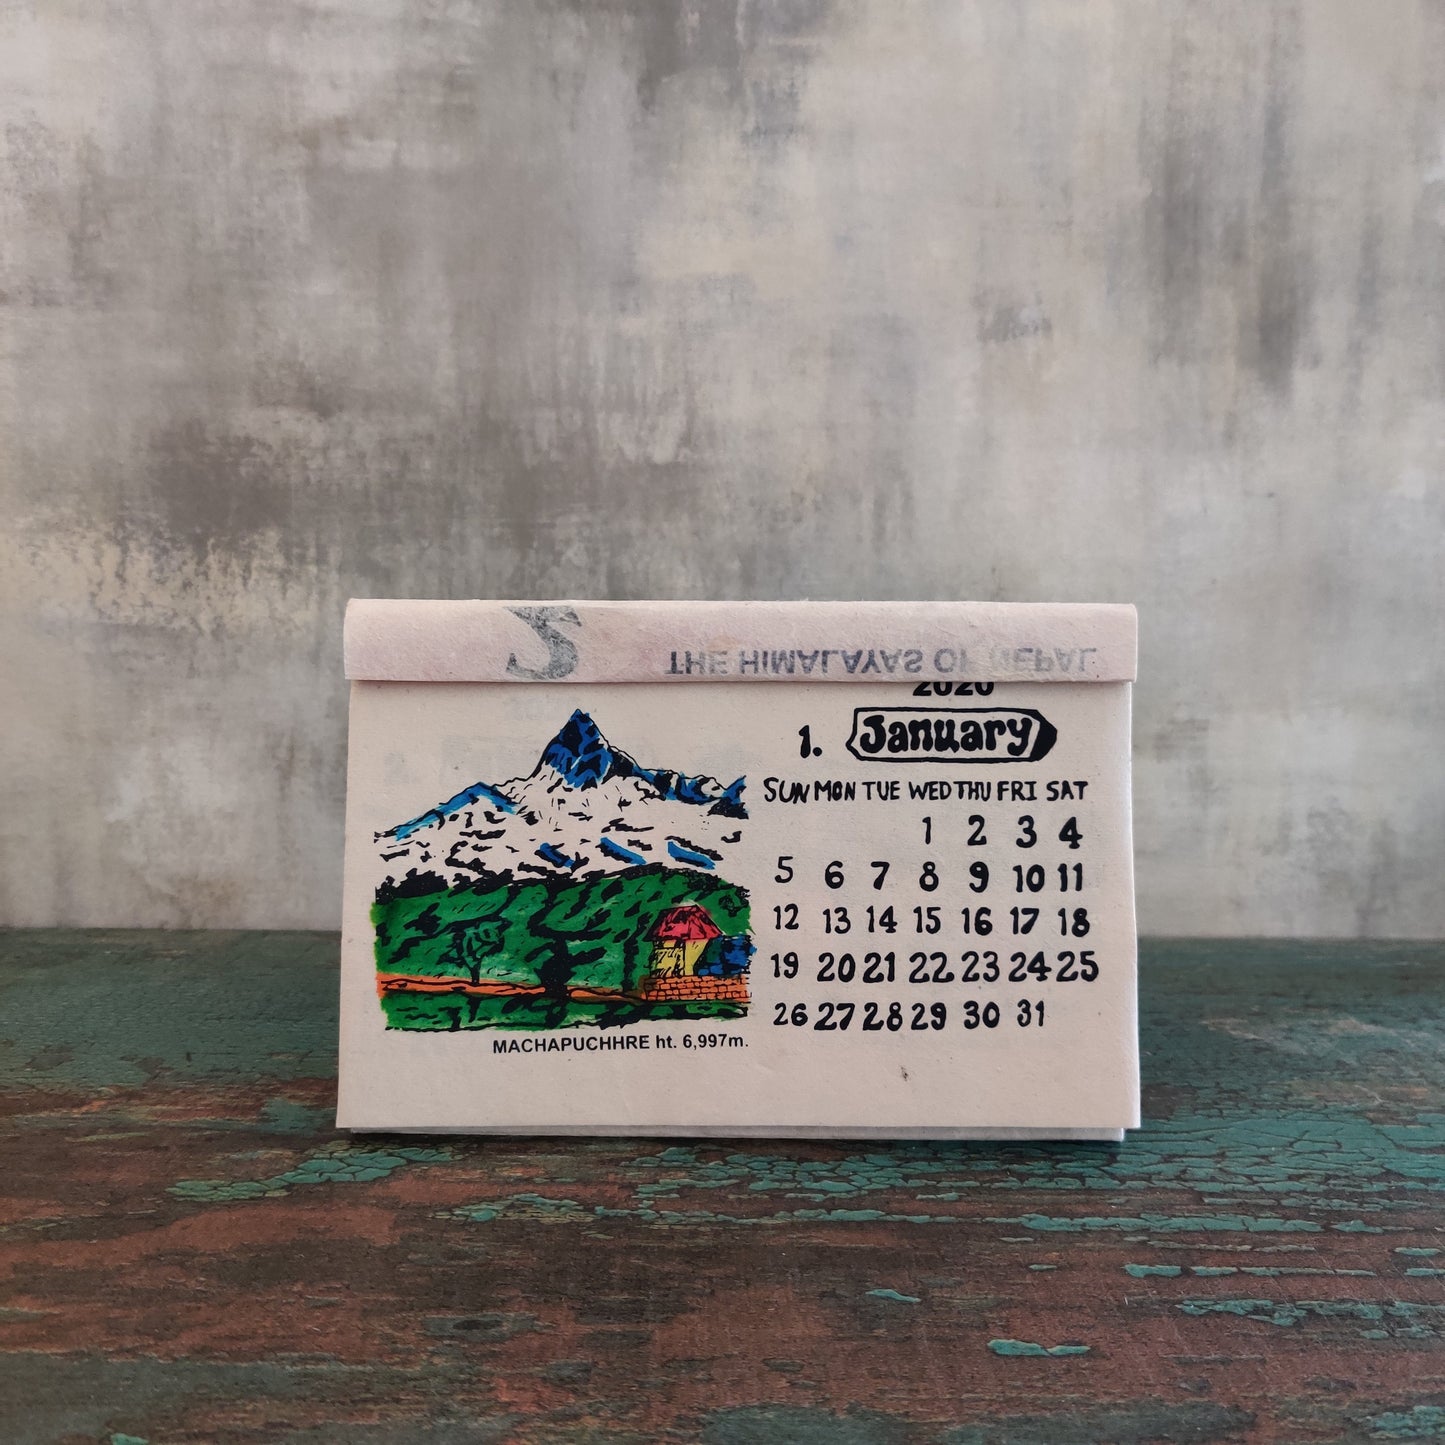 THE HIMALAYAS OF NEPAL
2020
1. January
SUN MON TUE WED THU FRI SAT
1 2 3 4
5 6 7 8 9 10 11
12 13 14 15 16 17 18
19 20 21 22 23 24 25
26 27 28 29 30 31
MACHAPUCHHRE ht. 6,997m.